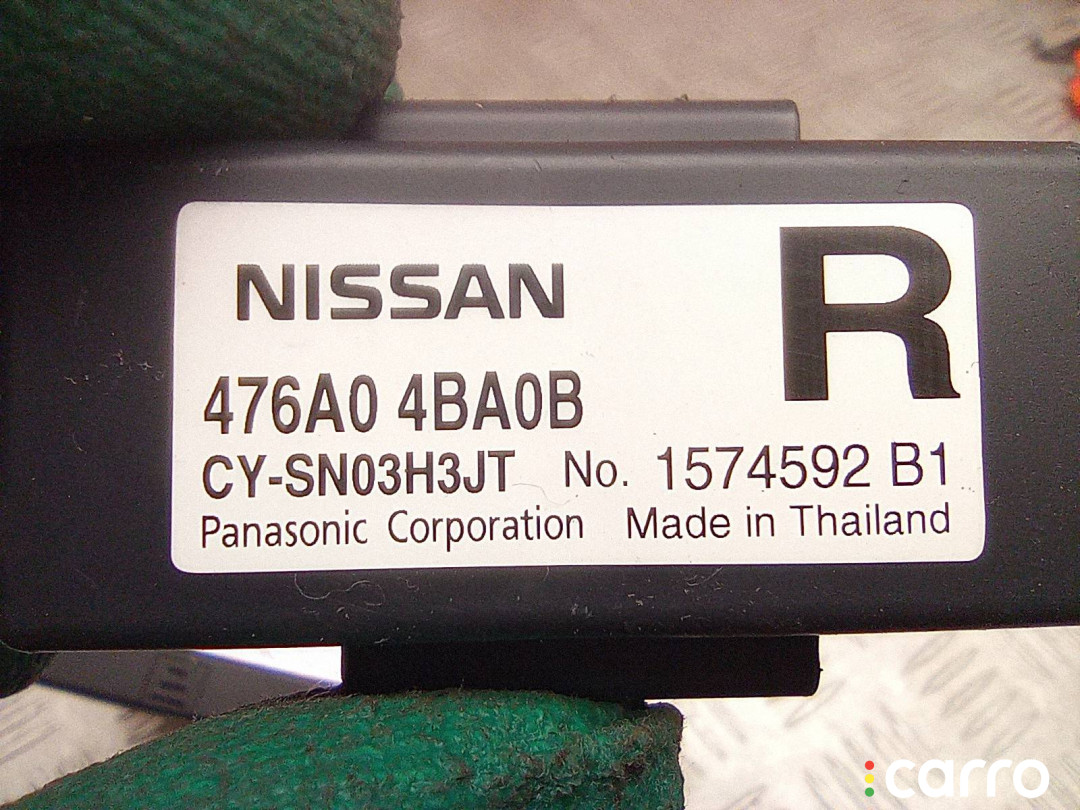 NISSAN
R
476A0 4BA0B
CY-SN03H3JT No. 1574592 B1
Panasonic Corporation Made in Thailand
carro